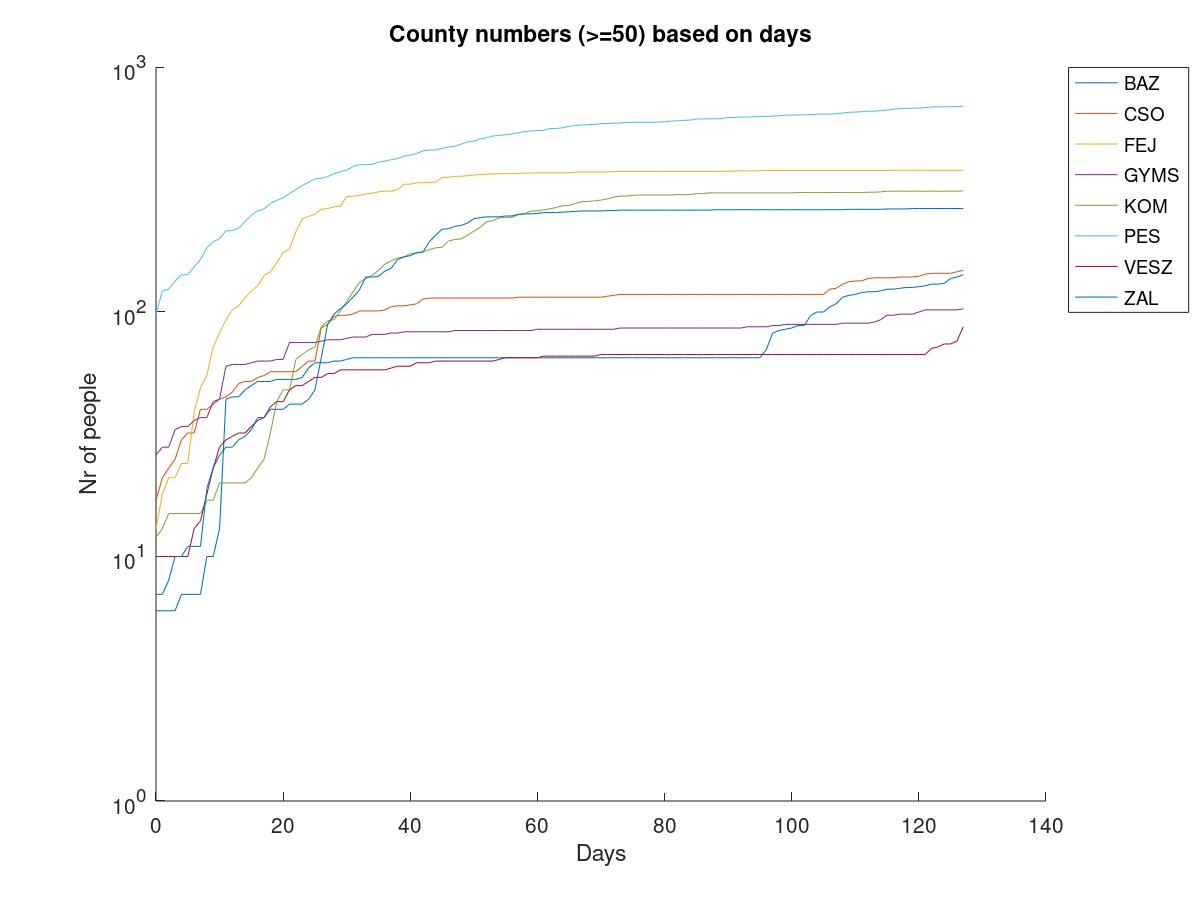 County numbers (>=50) based on days
10^3
10^2
10^1
10^0
Nr of people
0 20 40 60 80 100 120 140
Days
BAZ
CSO
FEJ
GYMS
KOM
PES
VESZ
ZAL